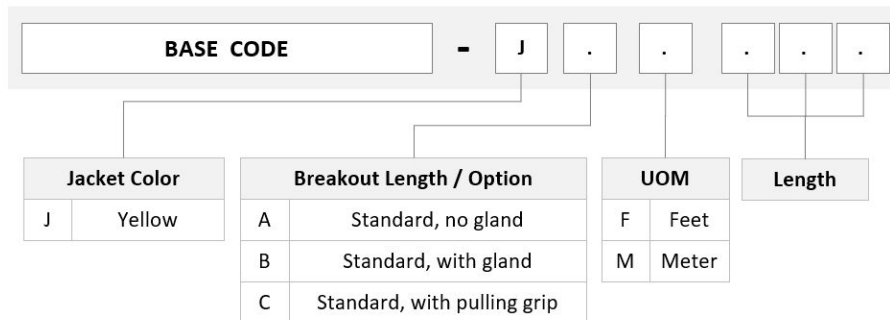 BASE CODE - J . . . . .
Jacket Color Breakout Length / Option UOM Length
J Yellow A Standard, no gland F Feet
B Standard, with gland M Meter
C Standard, with pulling grip